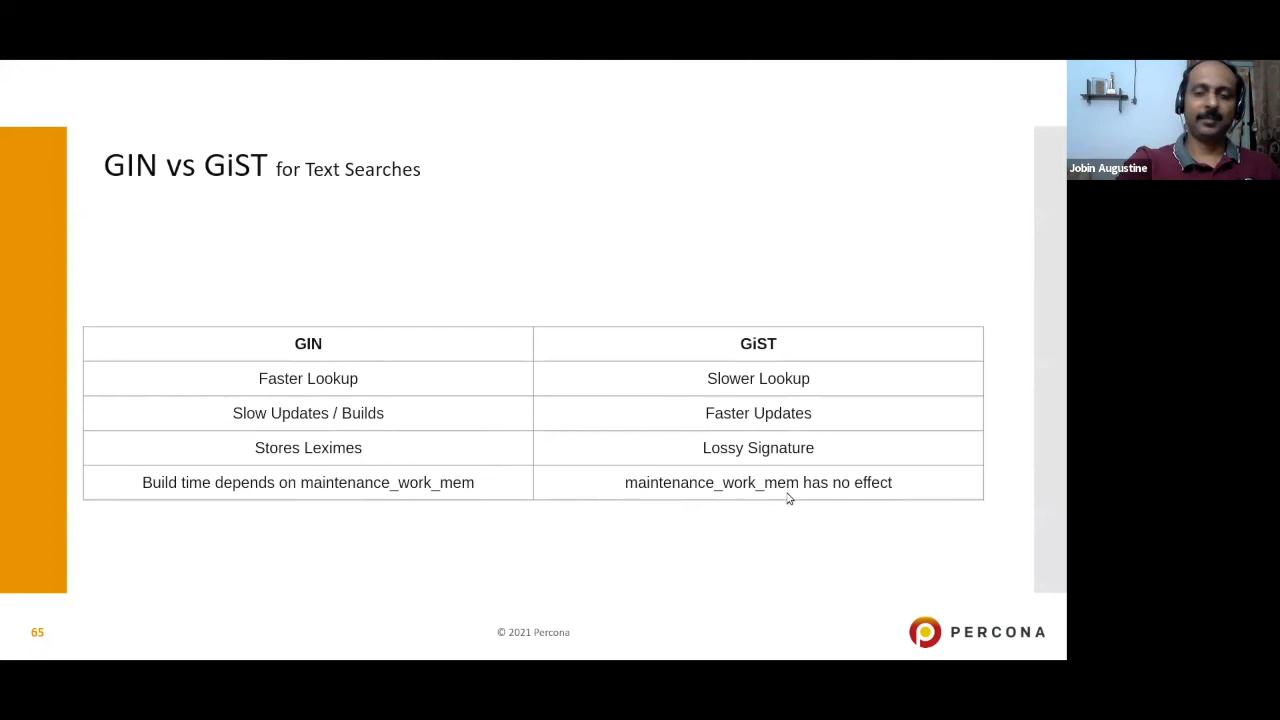 GIN vs GiST for Text Searches
Jobin Augustine
GIN GiST
Faster Lookup Slower Lookup
Slow Updates / Builds Faster Updates
Stores Leximes Lossy Signature
Build time depends on maintenance_work_mem maintenance_work_mem has no effect
65 © 2021 Percona PERCONA